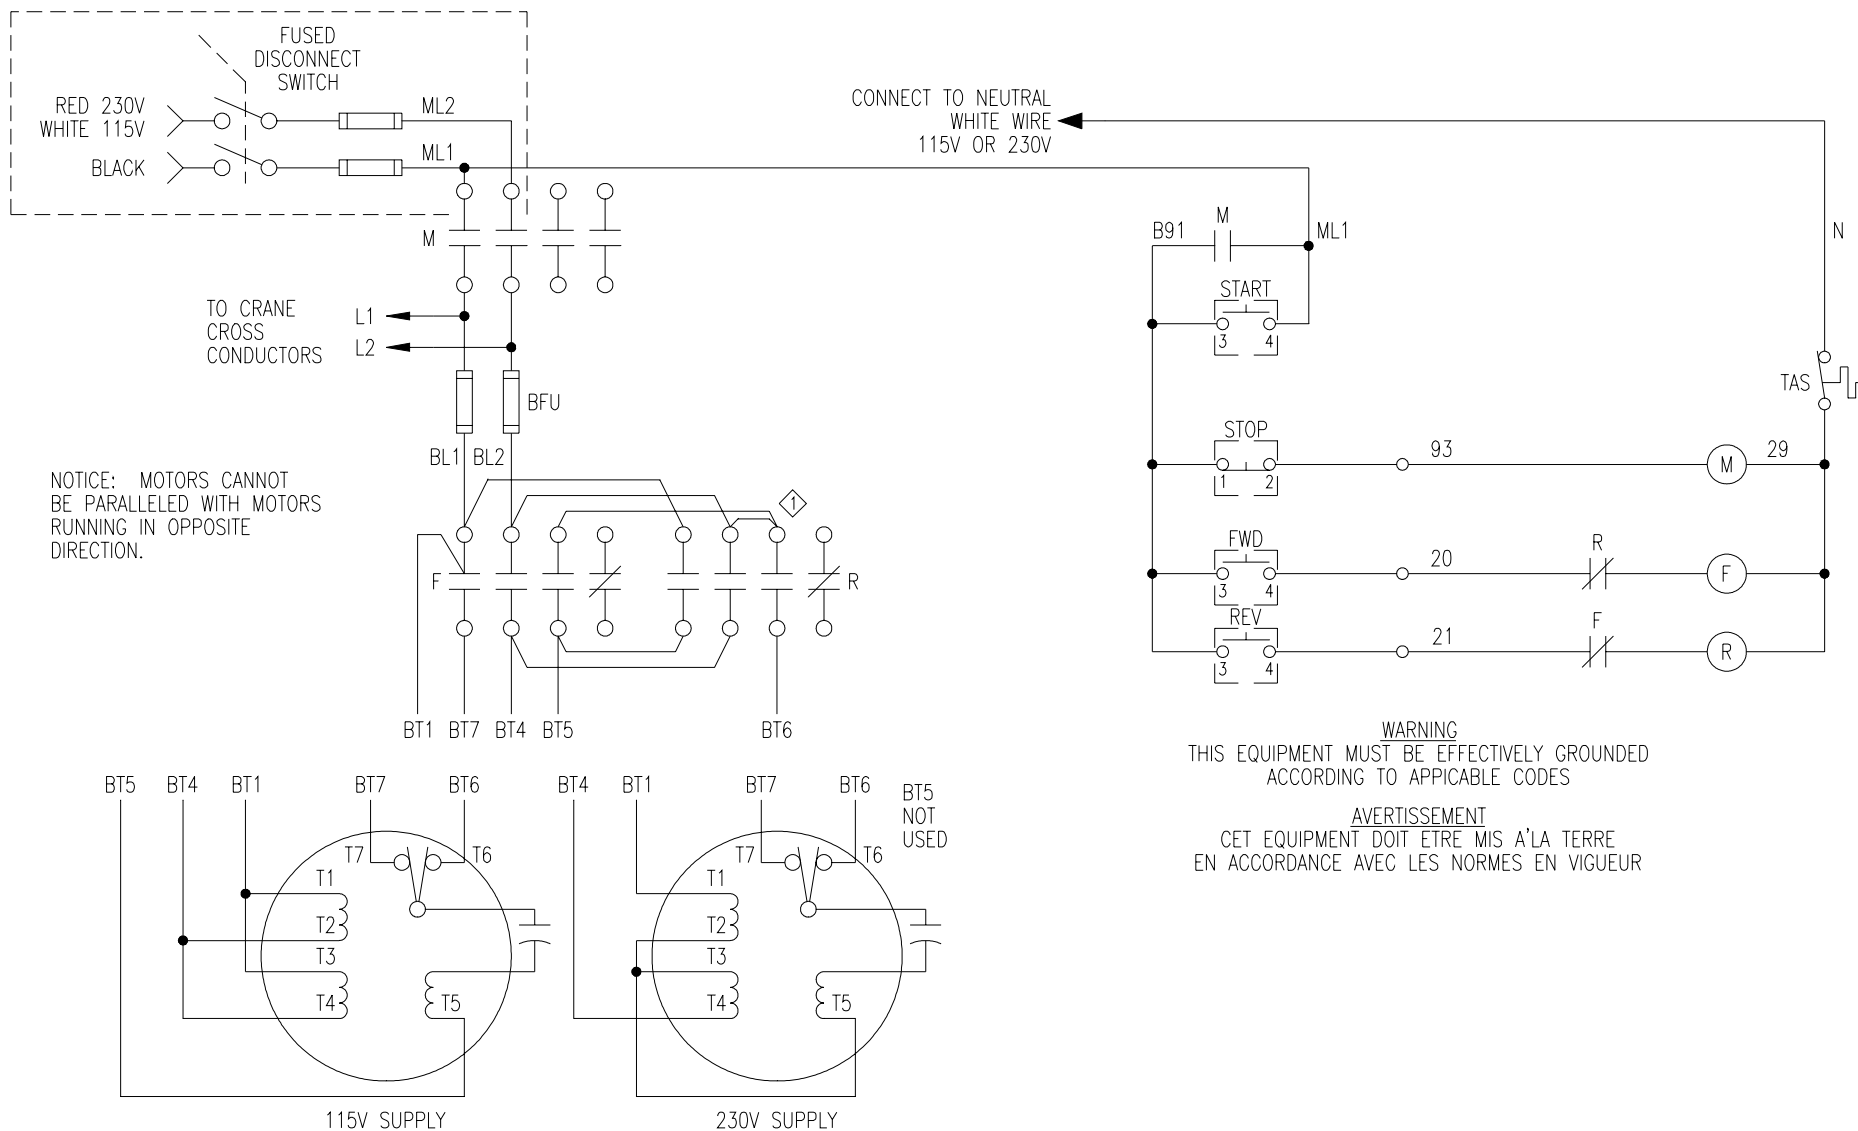 FUSED
DISCONNECT
SWITCH
RED 230V
WHITE 115V
BLACK
ML2
ML1
CONNECT TO NEUTRAL
WHITE WIRE
115V OR 230V
M
B91
M
ML1
N
START
3 4
TO CRANE
CROSS
CONDUCTORS
L1
L2
BFU
TAS
BL1 BL2
STOP
1 2
93
M
29
NOTICE: MOTORS CANNOT
BE PARALLELED WITH MOTORS
RUNNING IN OPPOSITE
DIRECTION.
1
F
R
FWD
3 4
20
R
F
REV
3 4
21
F
R
BT1 BT7 BT4 BT5 BT6
WARNING
THIS EQUIPMENT MUST BE EFFECTIVELY GROUNDED
ACCORDING TO APPICABLE CODES
AVERTISSEMENT
CET EQUIPMENT DOIT ETRE MIS A'LA TERRE
EN ACCORDANCE AVEC LES NORMES EN VIGUEUR
BT5 BT4 BT1 BT7 BT6
T7 T6
T1
T2
T3
T4
T5
115V SUPPLY
BT4 BT1 BT7 BT6
BT5
NOT
USED
T7 T6
T1
T2
T3
T4
T5
230V SUPPLY